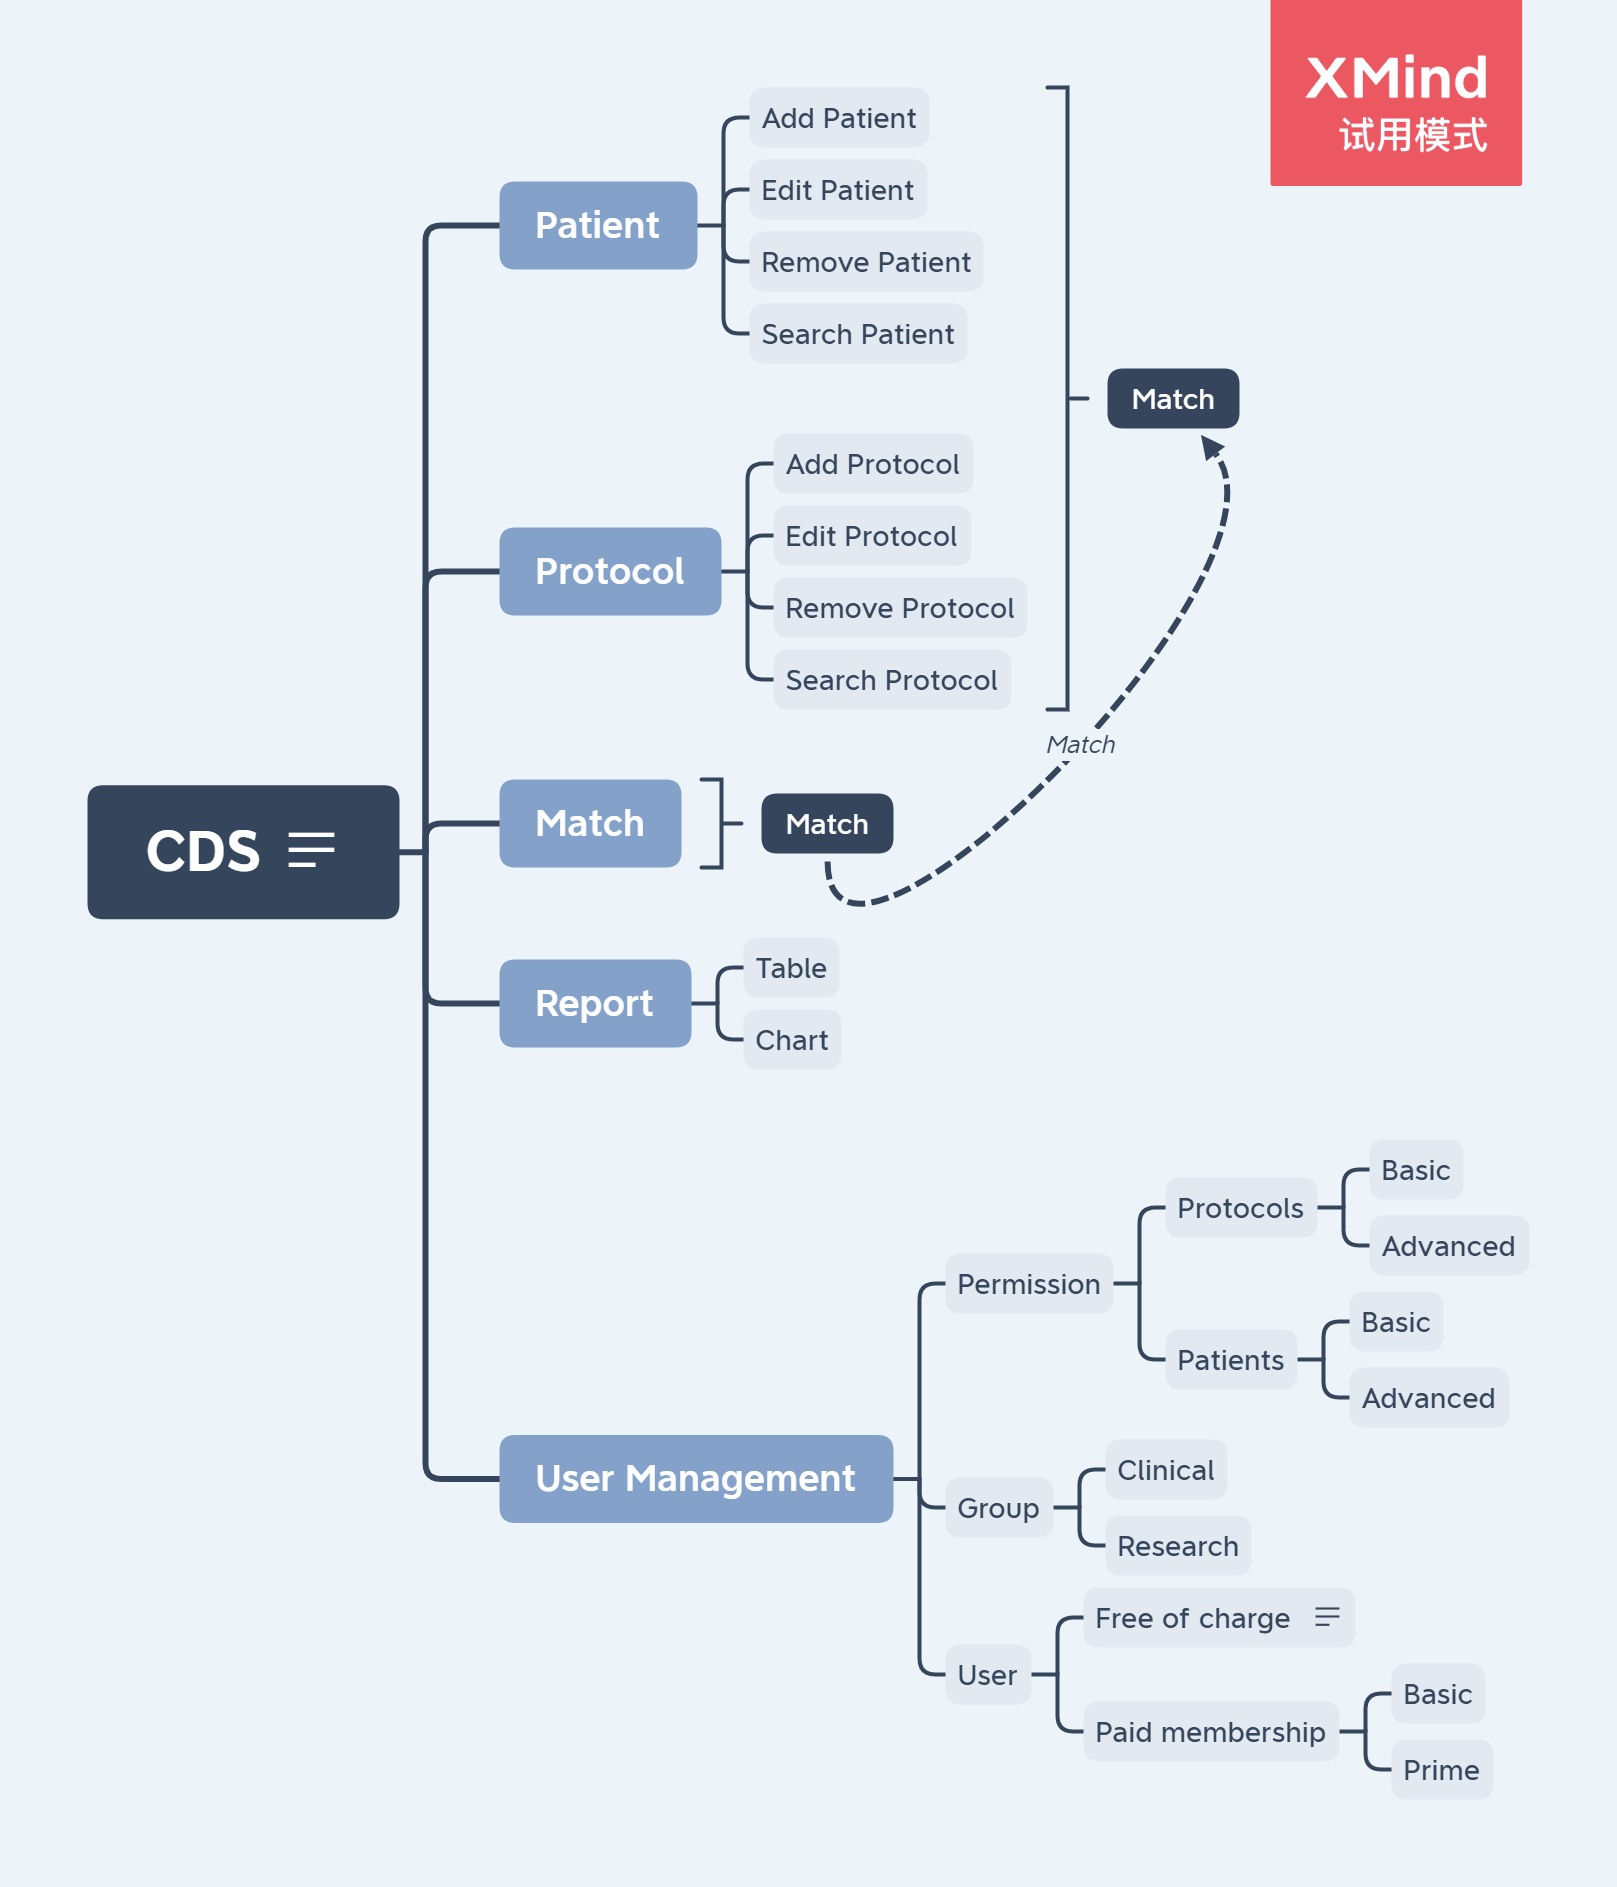 XMind
试用模式
CDS
Patient
Add Patient
Edit Patient
Remove Patient
Search Patient
Match
Protocol
Add Protocol
Edit Protocol
Remove Protocol
Search Protocol
Match
Match
Match
Report
Table
Chart
User Management
Permission
Protocols
Basic
Advanced
Patients
Basic
Advanced
Group
Clinical
Research
User
Free of charge
Paid membership
Basic
Prime